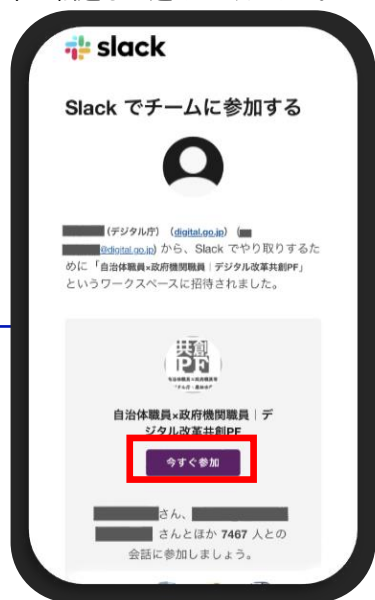 slack
Slack でチームに参加する
(デジタル庁) (digital.go.jp) (
@digital.go.jp) から、Slack でやり取りするた
めに「自治体職員×政府機関職員｜デジタル改革共創PF」
というワークスペースに招待されました。
共創
PF
自治体職員×政府機関職員｜デ
ジタル改革共創PF
今すぐ参加
さん、
さんとほか 7467 人との
会話に参加しましょう。